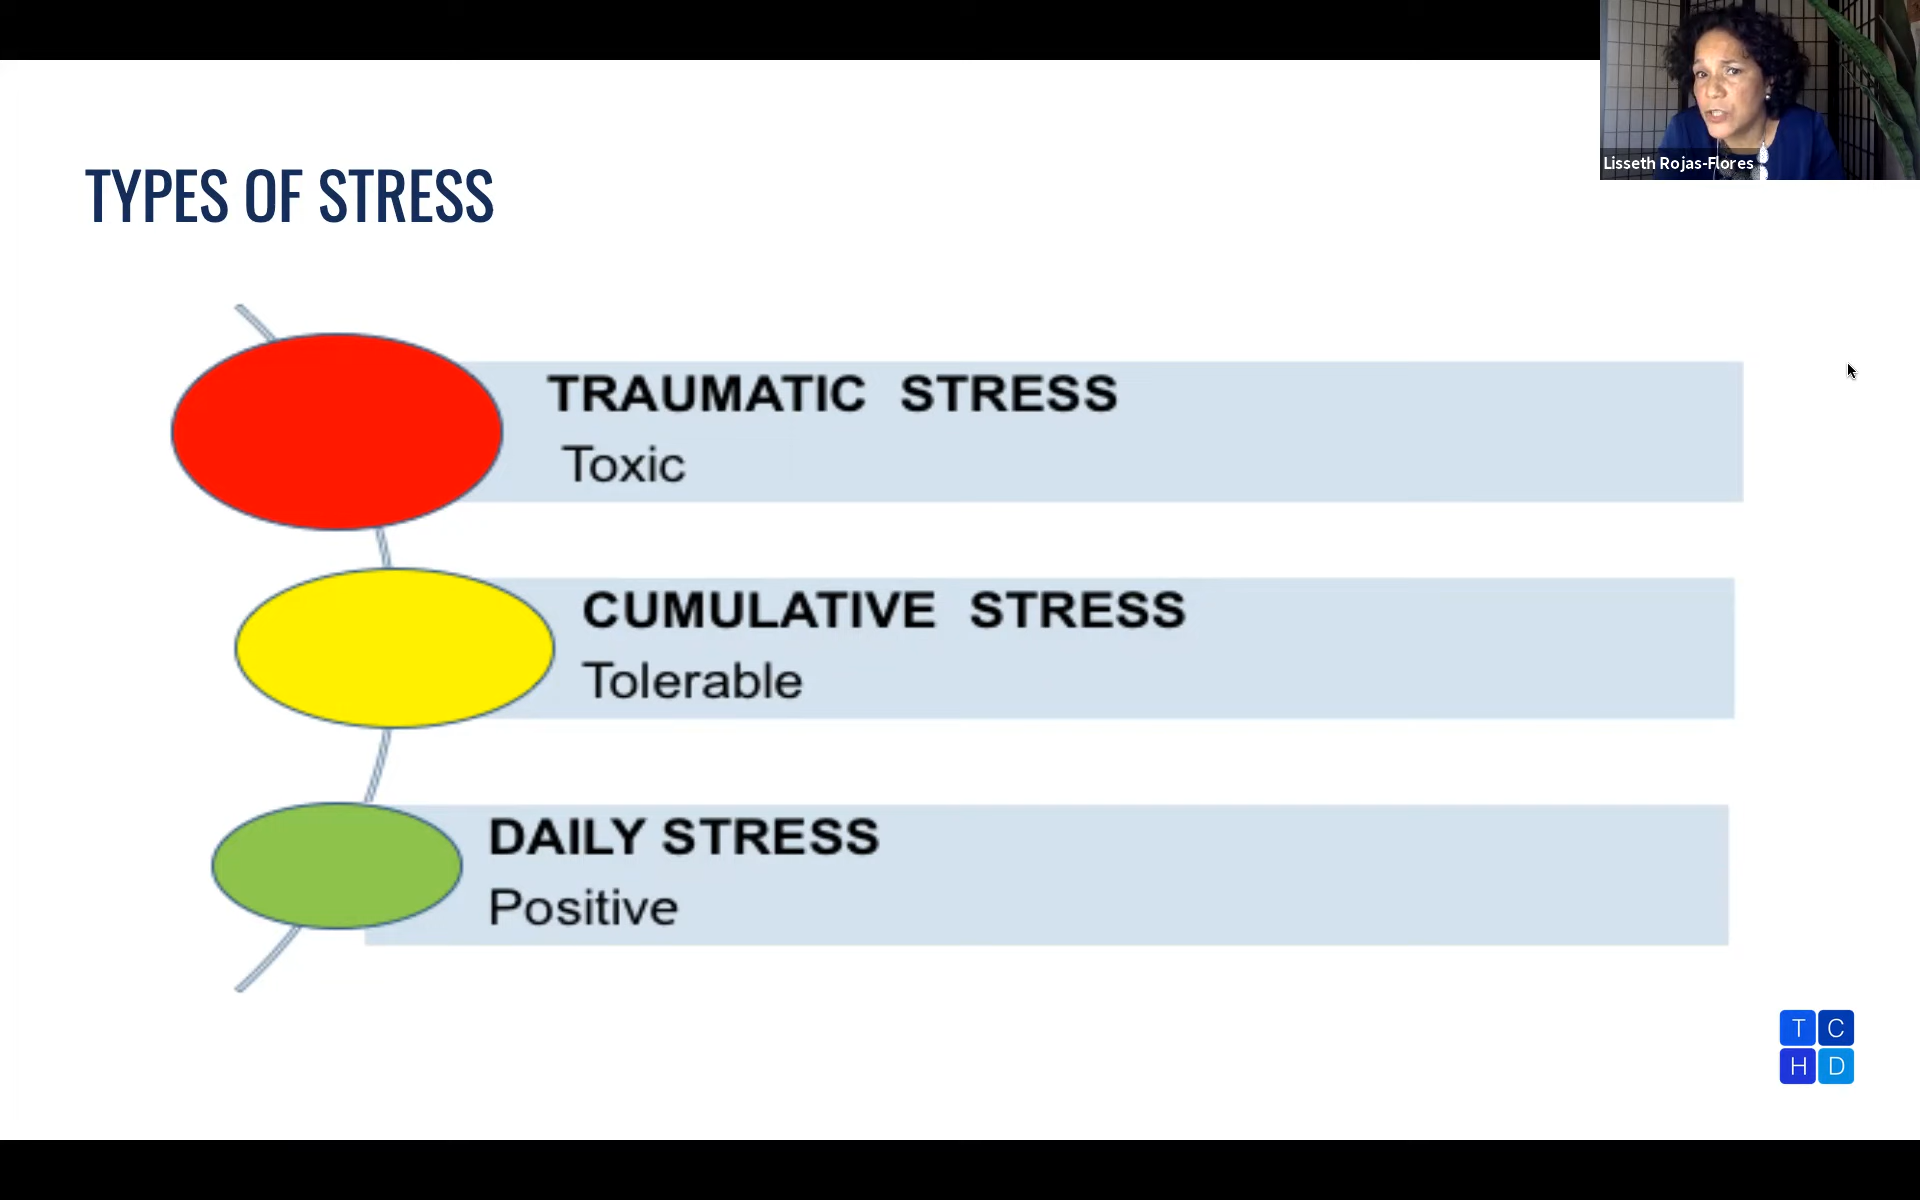 Lisseth Rojas-Flores
TYPES OF STRESS
TRAUMATIC STRESS
Toxic
CUMULATIVE STRESS
Tolerable
DAILY STRESS
Positive
T C
H D